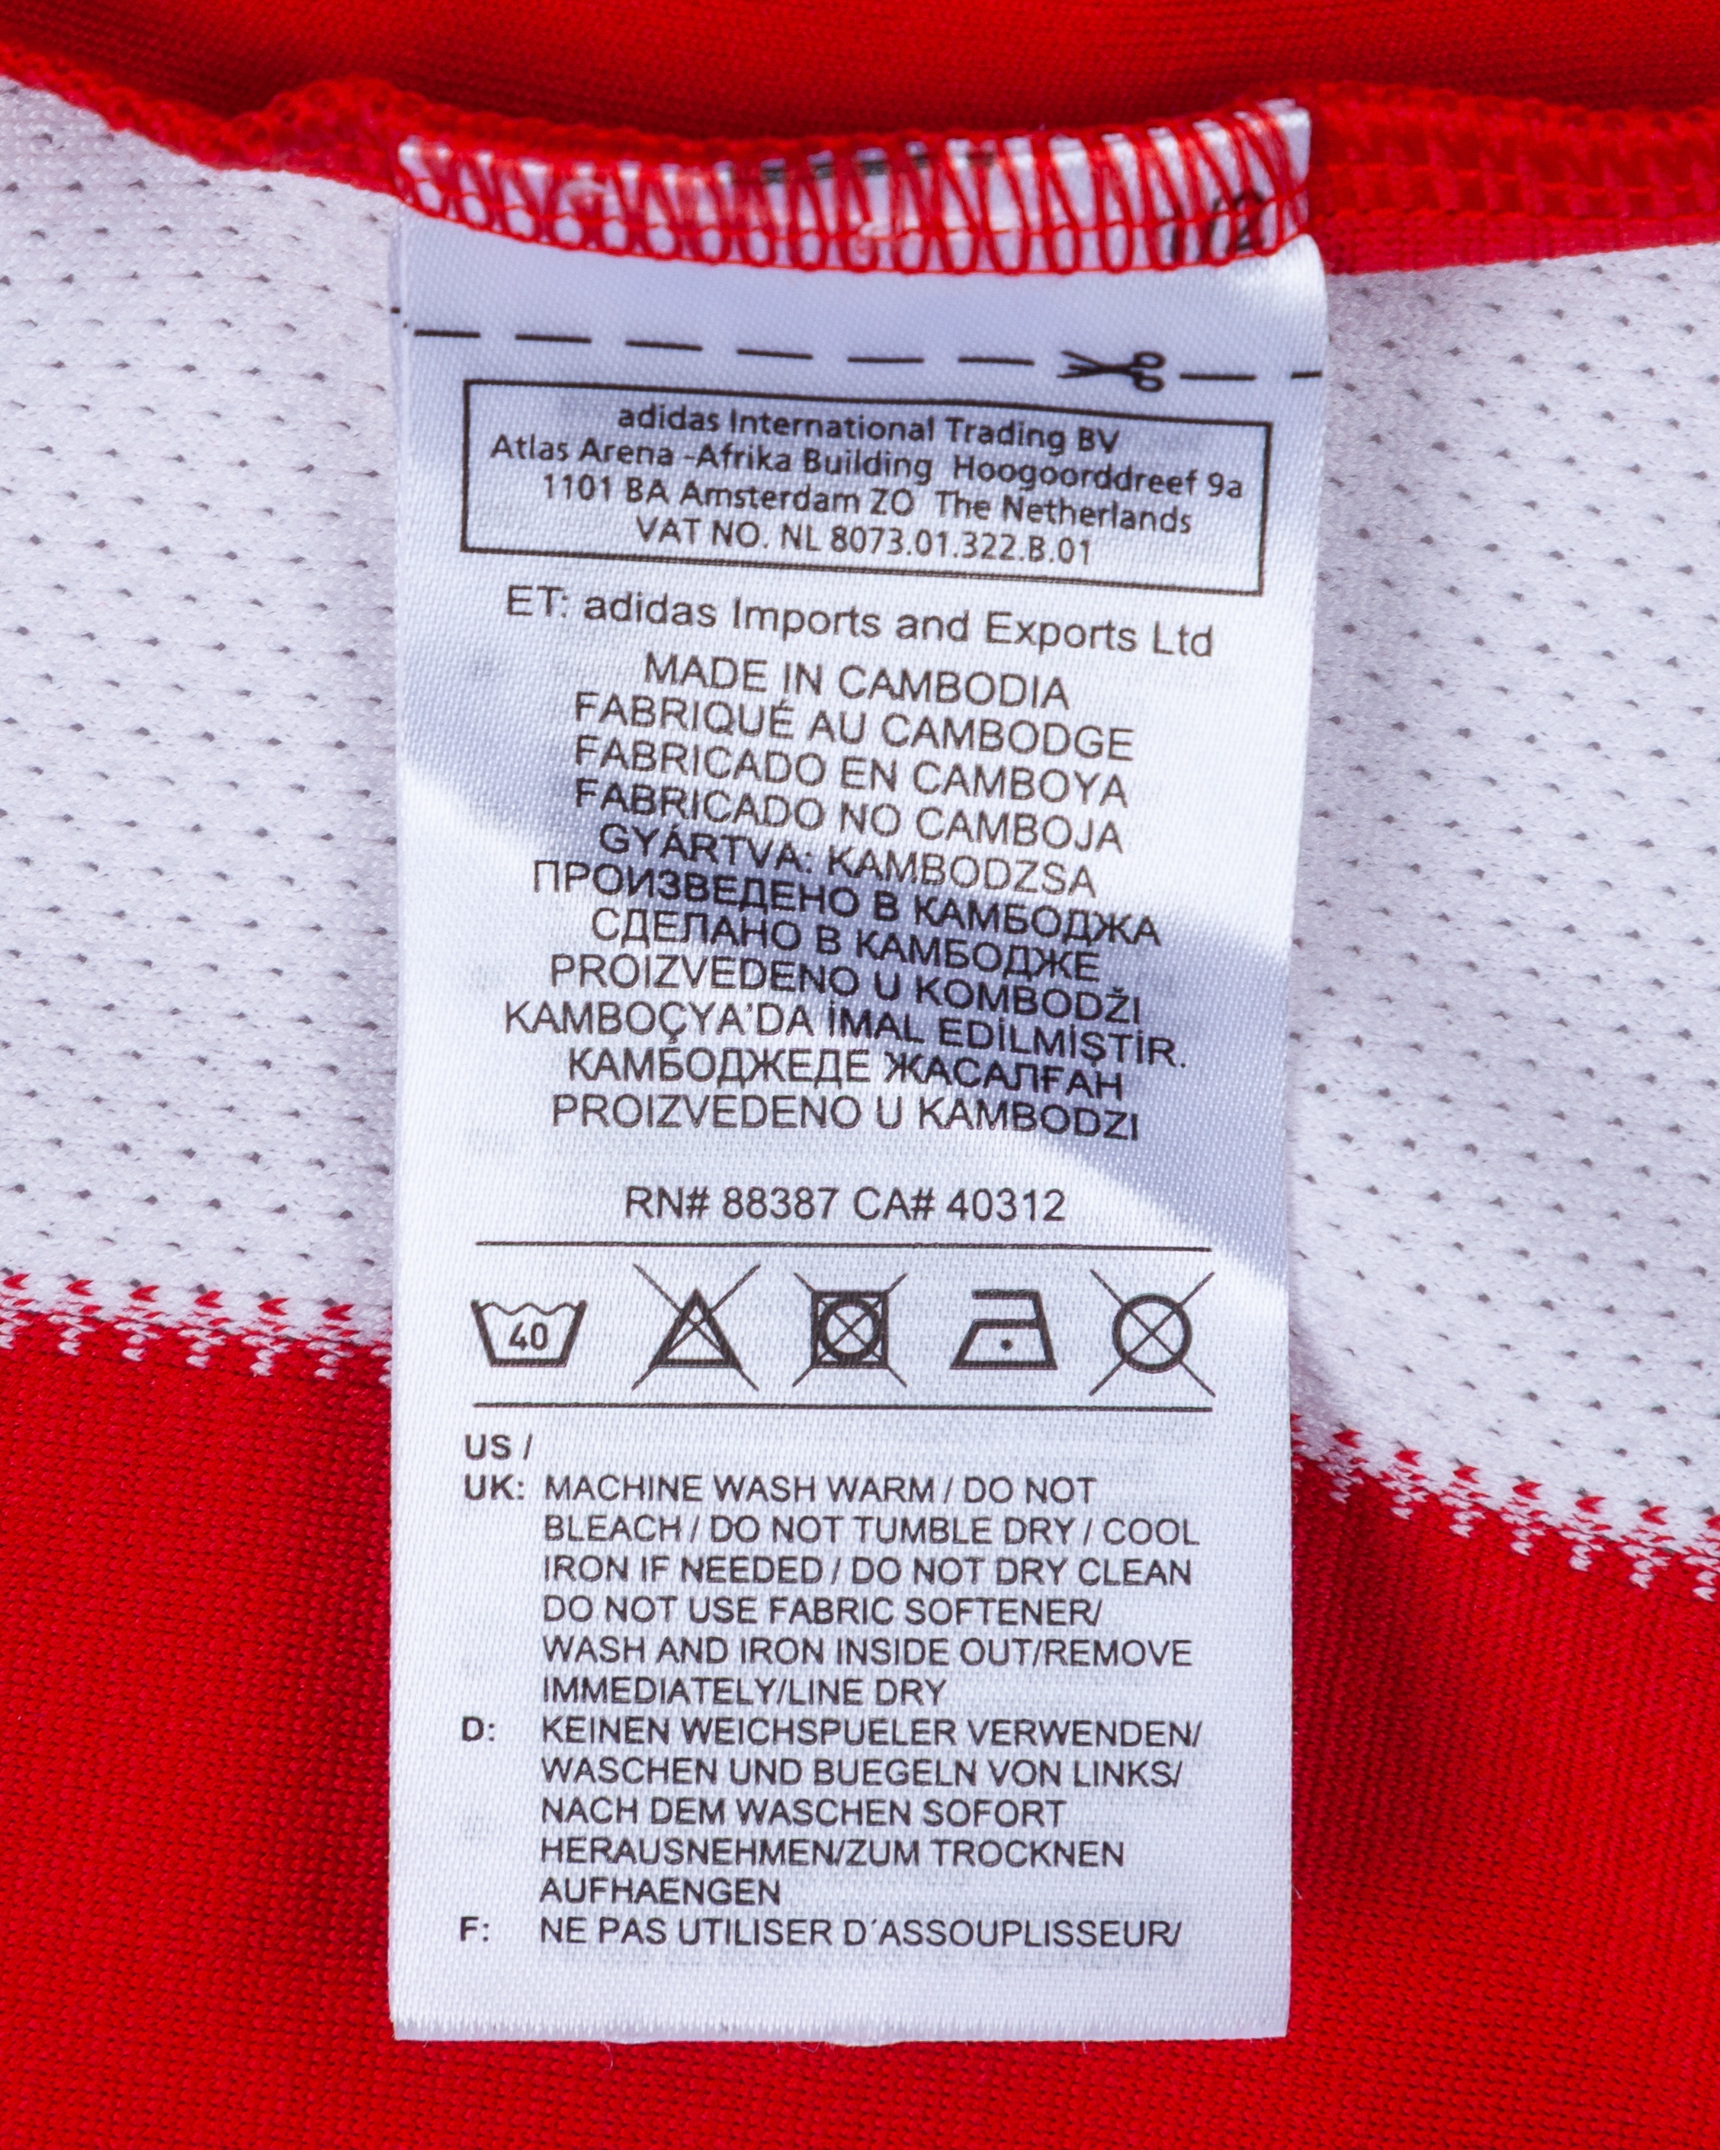 1/2
adidas International Trading BV
Atlas Arena -Afrika Building Hoogoorddreef 9a
1101 BA Amsterdam ZO The Netherlands
VAT NO. NL 8073.01.322.B.01
ET: adidas Imports and Exports Ltd
MADE IN CAMBODIA
FABRIQUÉ AU CAMBODGE
FABRICADO EN CAMBOYA
FABRICADO NO CAMBOJA
GYÁRTVA: KAMBODZSA
ПРОИЗВЕДЕНО В КАМБОДЖА
СДЕЛАНО В КАМБОДЖЕ
PROIZVEDENO U KOMBODŽI
KAMBOÇYA'DA İMAL EDİLMİŞTİR.
КАМБОДЖЕДЕ ЖАСАЛҒАН
PROIZVEDENO U KAMBODZI
RN# 88387 CA# 40312
40
US /
UK: MACHINE WASH WARM / DO NOT
BLEACH / DO NOT TUMBLE DRY / COOL
IRON IF NEEDED / DO NOT DRY CLEAN
DO NOT USE FABRIC SOFTENER/
WASH AND IRON INSIDE OUT/REMOVE
IMMEDIATELY/LINE DRY
D: KEINEN WEICHSPUELER VERWENDEN/
WASCHEN UND BUEGELN VON LINKS/
NACH DEM WASCHEN SOFORT
HERAUSNEHMEN/ZUM TROCKNEN
AUFHAENGEN
F: NE PAS UTILISER D´ASSOUPLISSEUR/